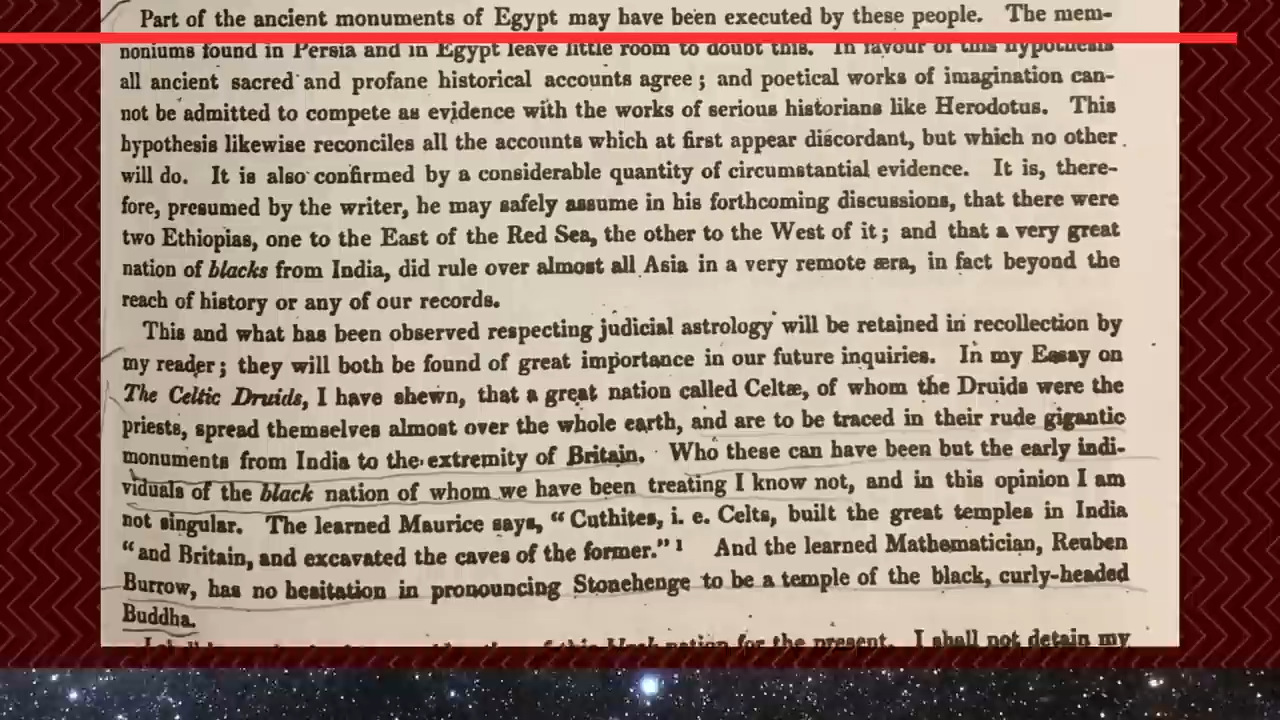 Part of the ancient monuments of Egypt may have been executed by these people. The mem-
noniums found in Persia and in Egypt leave little room to doubt this. In favour of this hypothesis
all ancient sacred and profane historical accounts agree; and poetical works of imagination can-
not be admitted to compete as evidence with the works of serious historians like Herodotus. This
hypothesis likewise reconciles all the accounts which at first appear discordant, but which no other
will do. It is also confirmed by a considerable quantity of circumstantial evidence. It is, there-
fore, presumed by the writer, he may safely assume in his forthcoming discussions, that there were
two Ethiopias, one to the East of the Red Sea, the other to the West of it; and that a very great
nation of blacks from India, did rule over almost all Asia in a very remote æra, in fact beyond the
reach of history or any of our records.
This and what has been observed respecting judicial astrology will be retained in recollection by
my reader; they will both be found of great importance in our future inquiries. In my Essay on
The Celtic Druids, I have shewn, that a great nation called Celtæ, of whom the Druids were the
priests, spread themselves almost over the whole earth, and are to be traced in their rude gigantic
monuments from India to the extremity of Britain. Who these can have been but the early indi-
viduals of the black nation of whom we have been treating I know not, and in this opinion I am
not singular. The learned Maurice says, "Cuthites, i. e. Celts, built the great temples in India
"and Britain, and excavated the caves of the former." 1 And the learned Mathematician, Reuben
Burrow, has no hesitation in pronouncing Stonehenge to be a temple of the black, curly-headed
Buddha.
nation for the present. I shall not detain my